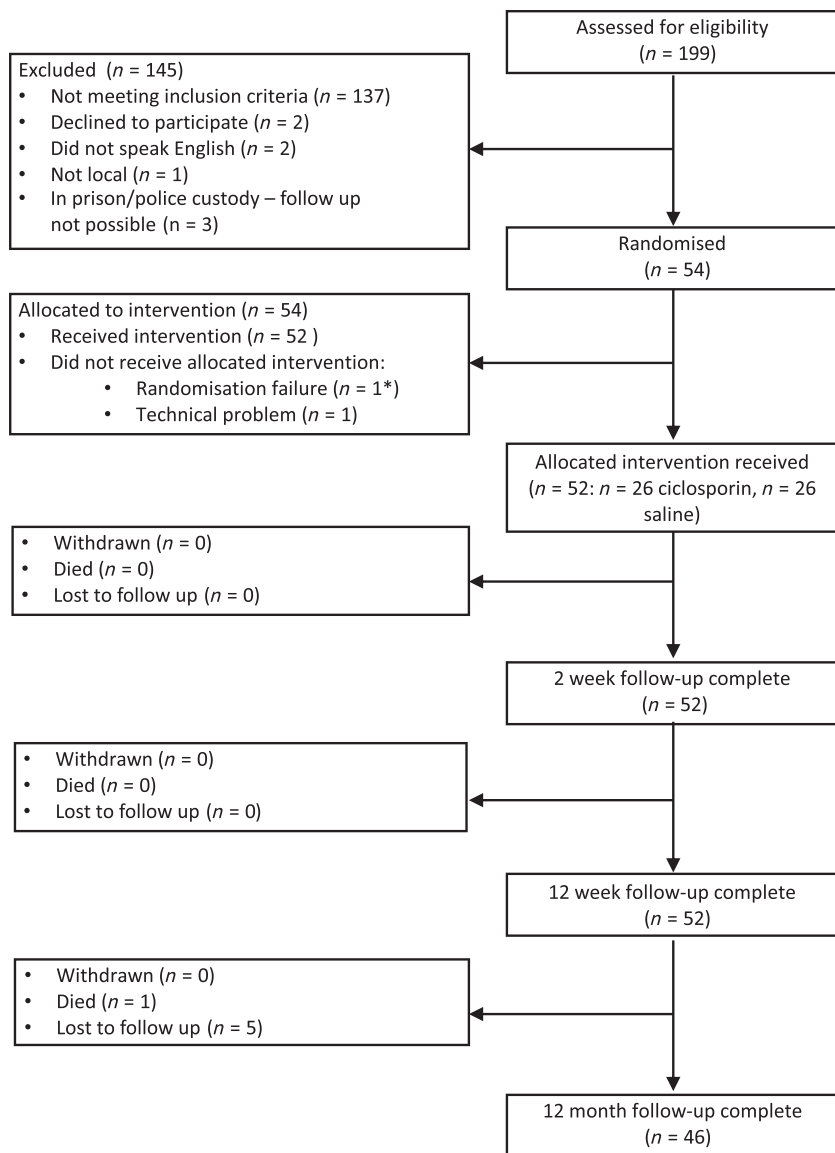 Assessed for eligibility
(n = 199)
Excluded (n = 145)
• Not meeting inclusion criteria (n = 137)
• Declined to participate (n = 2)
• Did not speak English (n = 2)
• Not local (n = 1)
• In prison/police custody – follow up
not possible (n = 3)
Randomised
(n = 54)
Allocated to intervention (n = 54)
• Received intervention (n = 52 )
• Did not receive allocated intervention:
• Randomisation failure (n = 1*)
• Technical problem (n = 1)
Allocated intervention received
(n = 52: n = 26 ciclosporin, n = 26
saline)
• Withdrawn (n = 0)
• Died (n = 0)
• Lost to follow up (n = 0)
2 week follow-up complete
(n = 52)
• Withdrawn (n = 0)
• Died (n = 0)
• Lost to follow up (n = 0)
12 week follow-up complete
(n = 52)
• Withdrawn (n = 0)
• Died (n = 1)
• Lost to follow up (n = 5)
12 month follow-up complete
(n = 46)